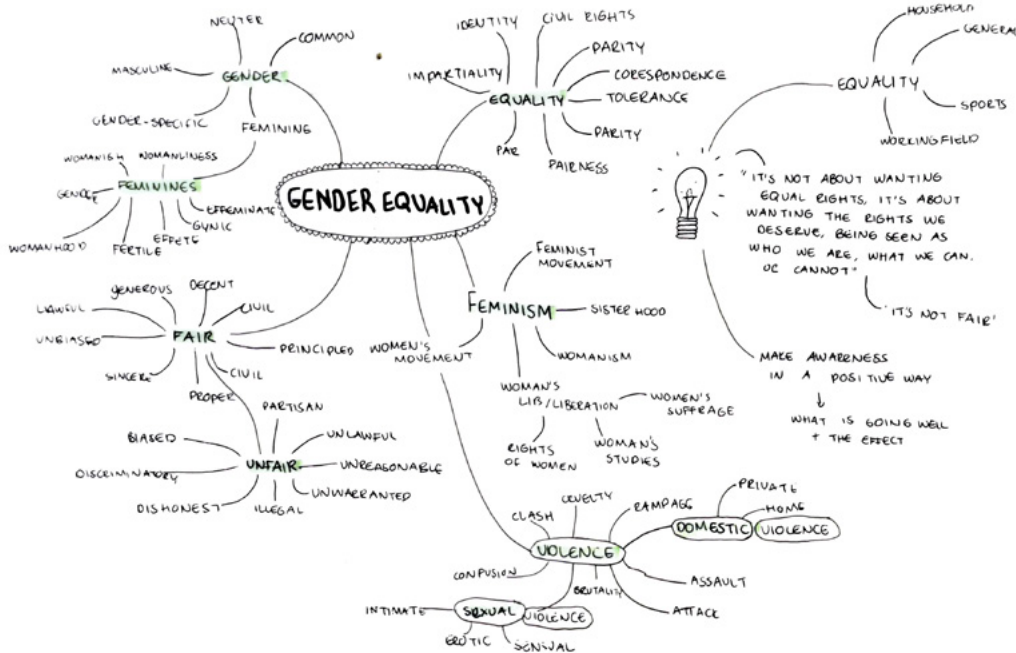 NEUTER
COMMON
MASCULINE
GENDER
GENDER-SPECIFIC
FEMINING
WOMANISH
WOMANLINESS
GENDER
FEMININES
EFFEMINATE
GYNIC
EFFETE
FERTILE
WOMANHOOD
IDENTITY
CIVIL RIGHTS
PARITY
IMPARTIALITY
CORESPONDENCE
EQUALITY
TOLERANCE
PARITY
PAR
FAIRNESS
GENDER EQUALITY
HOUSEHOLD
GENERAL
EQUALITY
SPORTS
WORKINGFIELD
"IT'S NOT ABOUT WANTING
EQUAL RIGHTS, IT'S ABOUT
WANTING THE RIGHTS WE
DESERVE, BEING SEEN AS
WHO WE ARE, WHAT WE CAN.
OR CANNOT"
'IT'S NOT FAIR'
MAKE AWARENESS
IN A POSITIVE WAY
WHAT IS GOING WELL
+ THE EFFECT
GENEROUS
DECENT
LAWFUL
CIVIL
UNBIASED
FAIR
PRINCIPLED
SINCERE
CIVIL
PROPER
PARTISAN
BIASED
UNLAWFUL
DISCRIMINATORY
UNFAIR
UNREASONABLE
UNWARRANTED
DISHONEST
ILLEGAL
FEMINIST
MOVEMENT
FEMINISM
SISTER HOOD
WOMEN'S
MOVEMENT
WOMANISM
WOMAN'S
LIB/LIBERATION
WOMEN'S
SUFFRAGE
RIGHTS
OF WOMEN
WOMAN'S
STUDIES
CRUELTY
RAMPAGE
CLASH
VIOLENCE
CONFUSION
BRUTALITY
ASSAULT
ATTACK
PRIVATE
HOME
DOMESTIC VIOLENCE
INTIMATE
SEXUAL VIOLENCE
EROTIC
SENSUAL